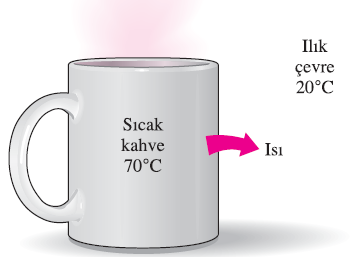 Ilık
çevre
20°C
Sıcak
kahve
70°C
Isı